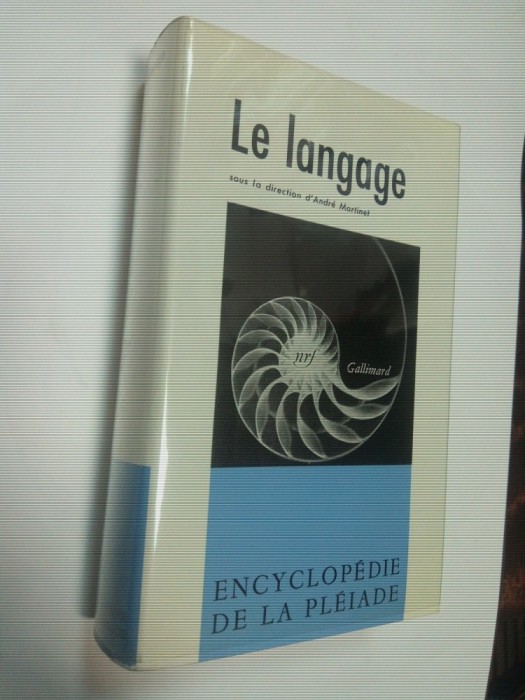 Le langage
sous la direction d'André Martinet
nrf
Gallimard
ENCYCLOPÉDIE
DE LA PLÉIADE